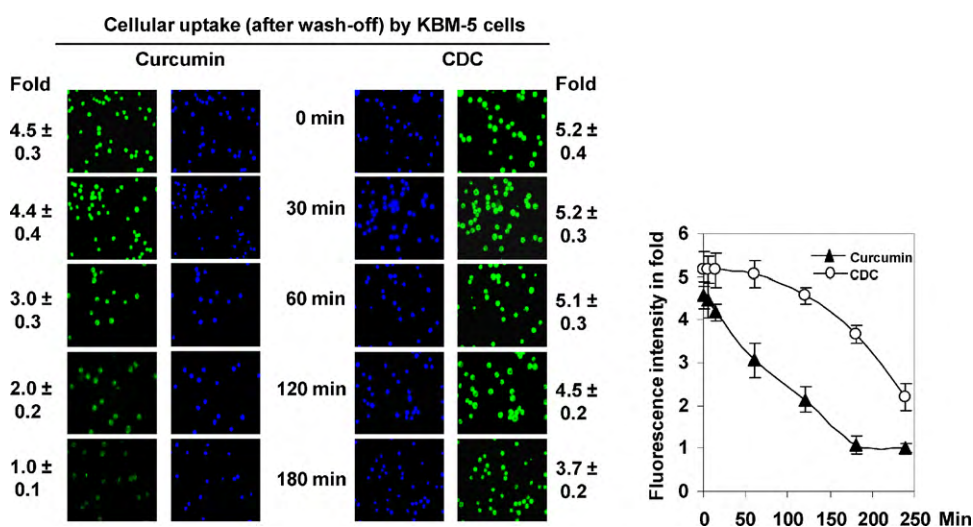 Cellular uptake (after wash-off) by KBM-5 cells
Curcumin CDC
Fold Fold
4.5 ±
0.3
0 min
5.2 ±
0.4
4.4 ±
0.4
30 min
5.2 ±
0.3
3.0 ±
0.3
60 min
5.1 ±
0.3
2.0 ±
0.2
120 min
4.5 ±
0.2
1.0 ±
0.1
180 min
3.7 ±
0.2
Fluorescence intensity in fold
6
5
4
3
2
1
0
Curcumin
CDC
0 50 100 150 200 250 Min